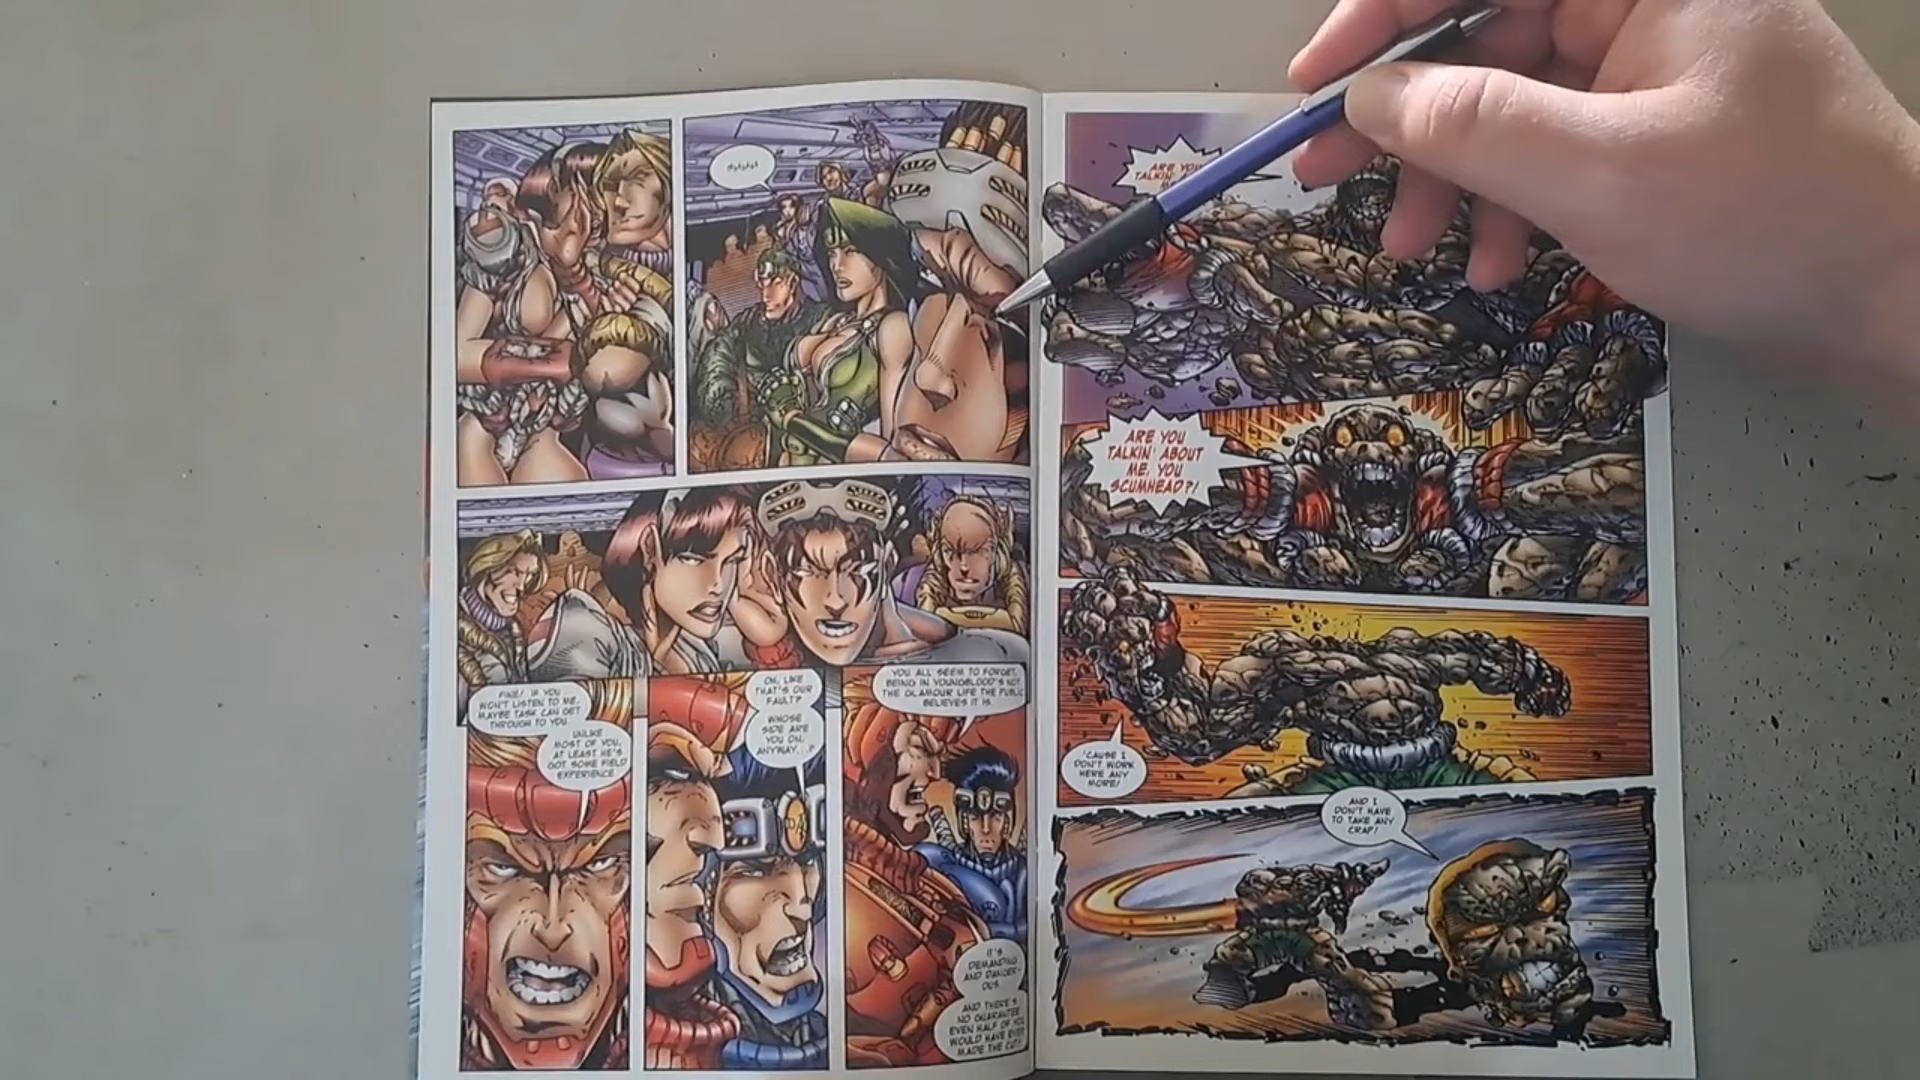 ARE YOU
TALKIN'
FINE! IF YOU
WON'T LISTEN TO ME,
MAYBE TASK CAN GET
THROUGH TO YOU.
UNLIKE
MOST OF YOU,
AT LEAST HE'S
GOT SOME FIELD
EXPERIENCE.
OH, LIKE
THAT'S OUR
FAULT?
WHOSE
SIDE ARE
YOU ON,
ANYWAY...?
YOU ALL SEEM TO FORGET,
BEING IN YOUNGBLOOD'S NOT
THE GLAMOUR LIFE THE PUBLIC
BELIEVES IT IS.
IT'S
DEMANDING
AND DANGER-
OUS
AND THERE'S
NO GUARANTEE
EVEN HALF OF YOU
WOULD HAVE EVER
MADE THE CUT!
ARE YOU
TALKIN' ABOUT
ME, YOU
SCUMHEAD?!
'CAUSE I
DON'T WORK
HERE ANY
MORE!
AND I
DON'T HAVE
TO TAKE ANY
CRAP!